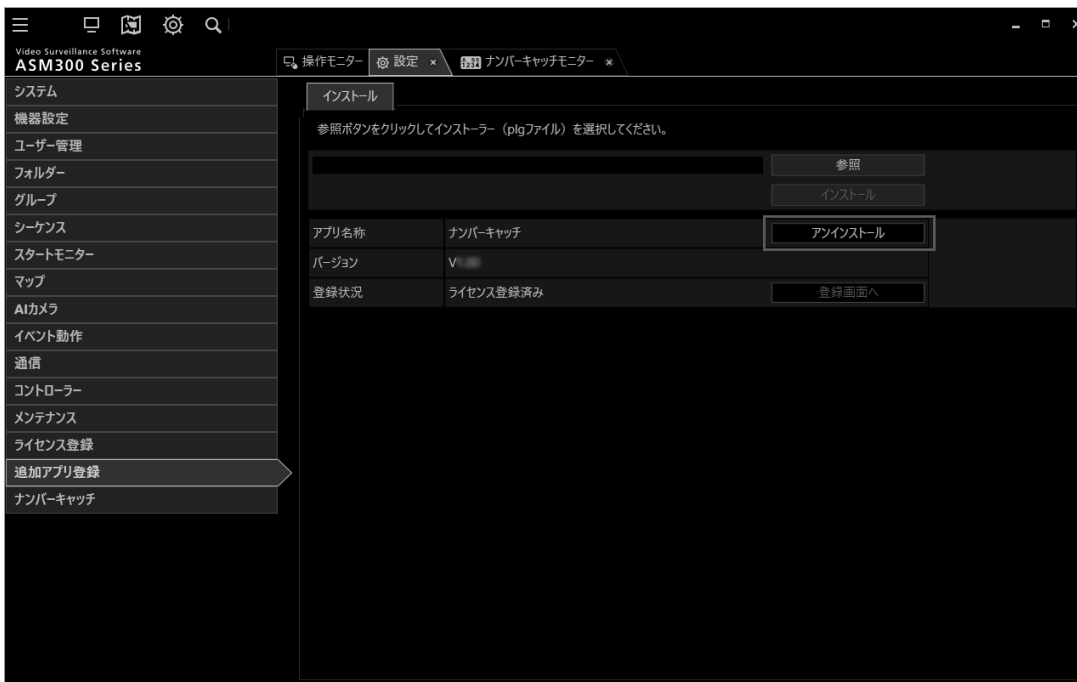 Video Surveillance Software
ASM300 Series
操作モニター
設定
ナンバーキャッチモニター
システム
機器設定
ユーザー管理
フォルダー
グループ
シーケンス
スタートモニター
マップ
AIカメラ
イベント動作
通信
コントローラー
メンテナンス
ライセンス登録
追加アプリ登録
ナンバーキャッチ
インストール
参照ボタンをクリックしてインストーラー（plgファイル）を選択してください。
参照
インストール
アプリ名称 ナンバーキャッチ アンインストール
バージョン V
登録状況 ライセンス登録済み 登録画面へ